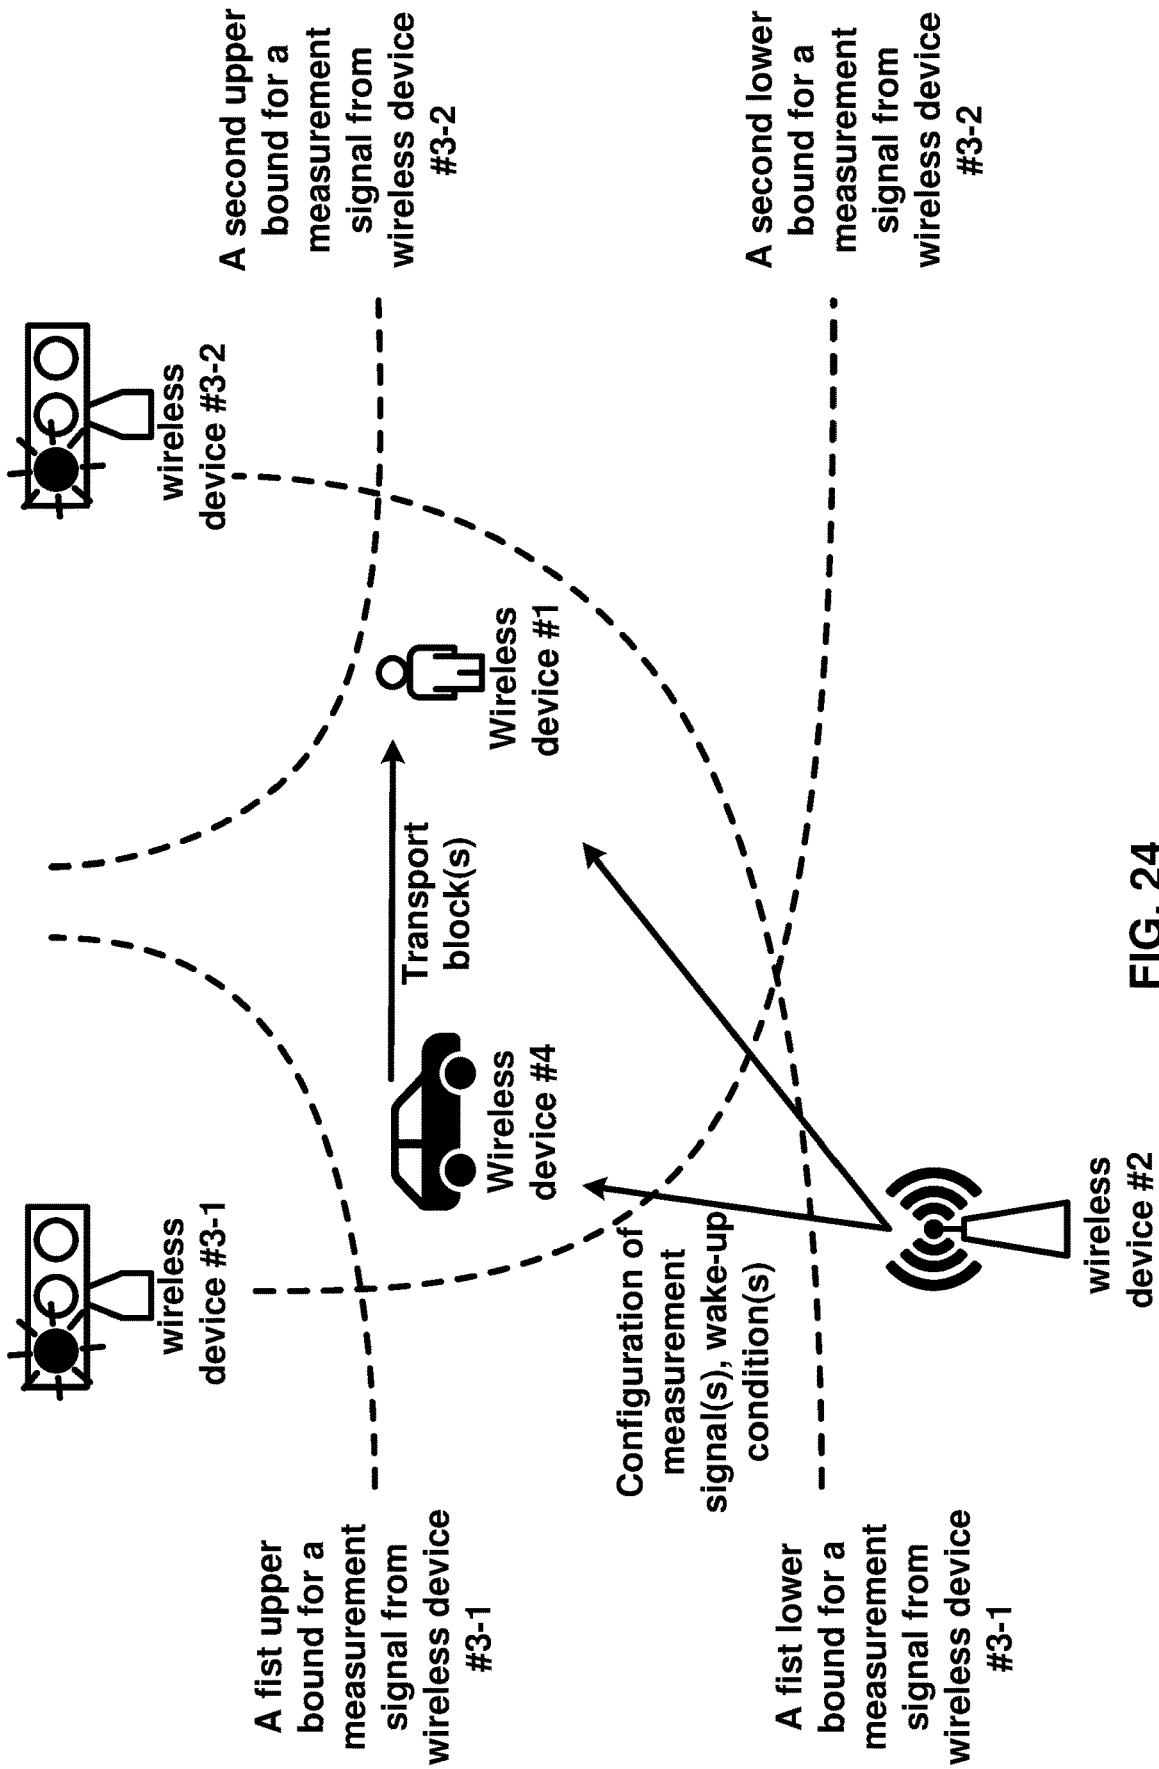 wireless
device #3-1
wireless
device #3-2
A fist upper
bound for a
measurement
signal from
wireless device
#3-1
A second upper
bound for a
measurement
signal from
wireless device
#3-2
Transport
block(s)
Wireless
device #4
Wireless
device #1
Configuration of
measurement
signal(s), wake-up
condition(s)
A fist lower
bound for a
measurement
signal from
wireless device
#3-1
A second lower
bound for a
measurement
signal from
wireless device
#3-2
wireless
device #2
FIG. 24